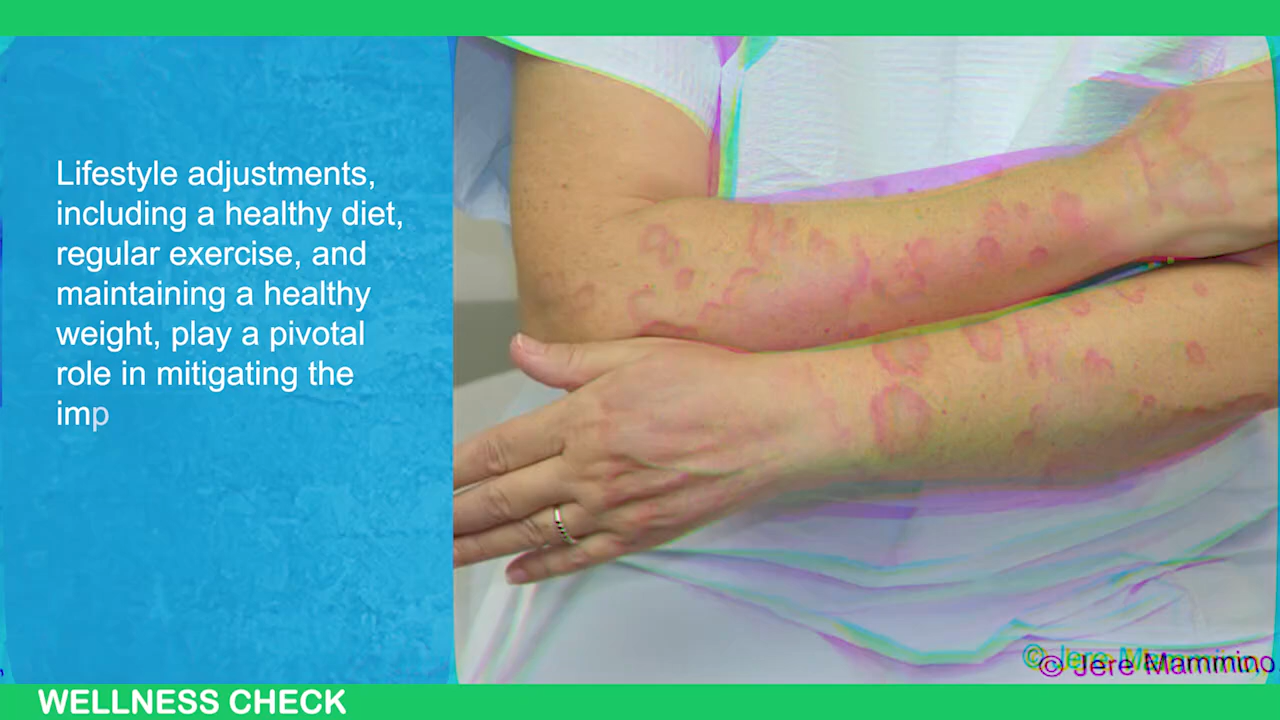 Lifestyle adjustments,
including a healthy diet,
regular exercise, and
maintaining a healthy
weight, play a pivotal
role in mitigating the
imp
© Jere Mammino
WELLNESS CHECK